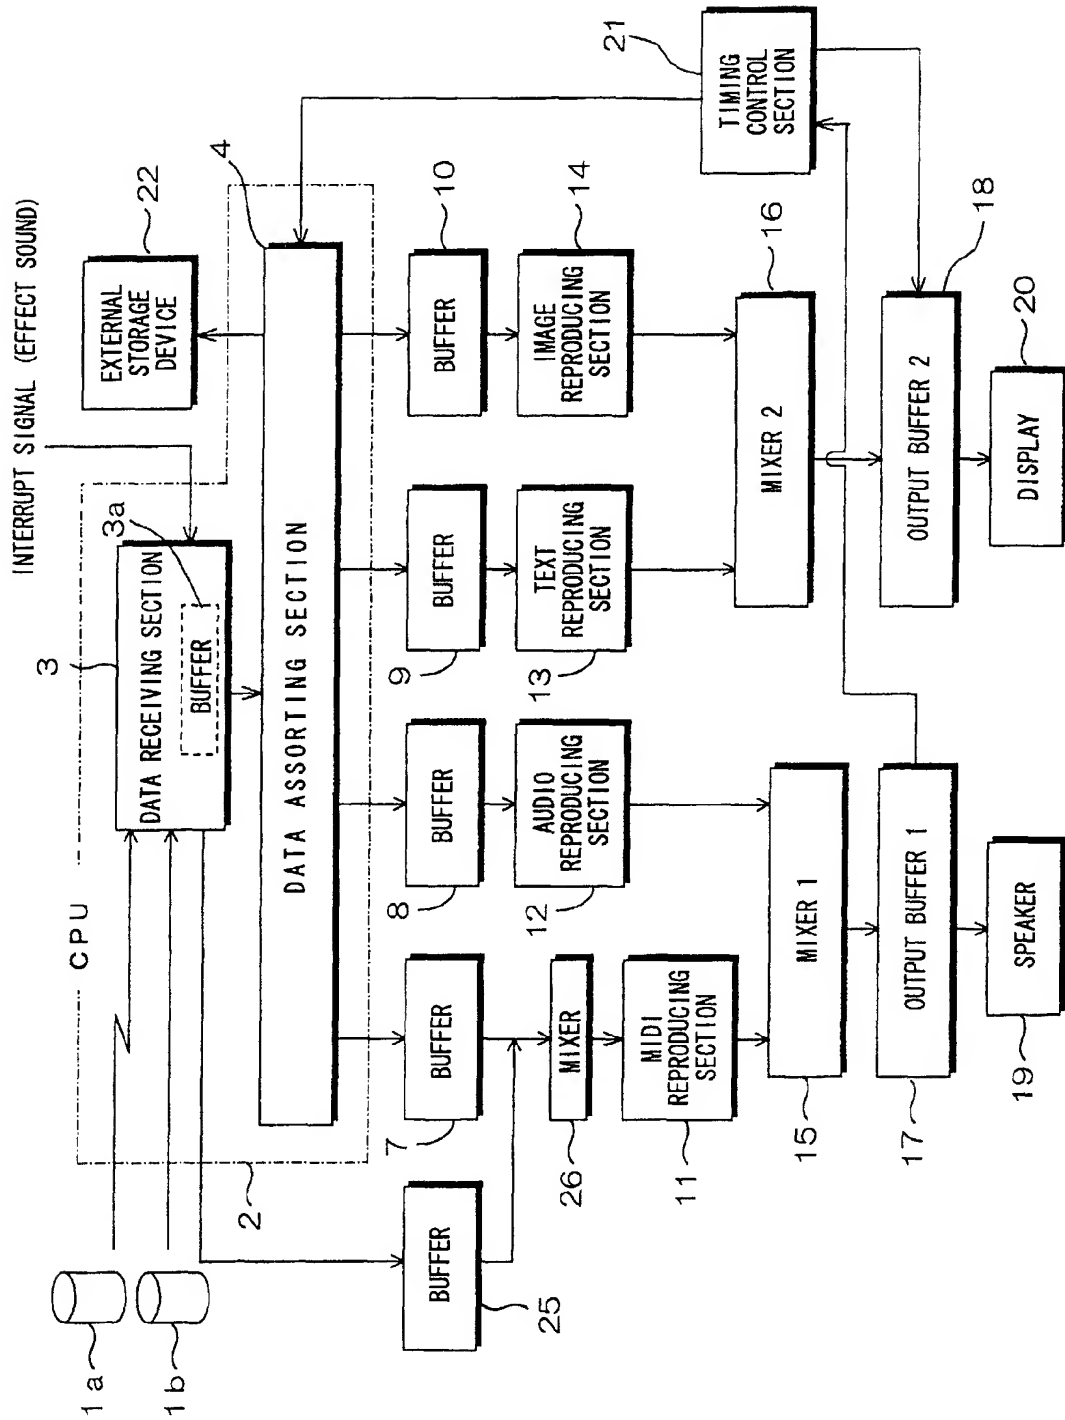 INTERRUPT SIGNAL (EFFECT SOUND)
1a
1b
CPU
2
3
DATA RECEIVING SECTION
BUFFER
3a
4
DATA ASSORTING SECTION
EXTERNAL
STORAGE
DEVICE
22
BUFFER
25
BUFFER
7
BUFFER
8
BUFFER
9
BUFFER
10
MIXER
26
MIDI
REPRODUCING
SECTION
11
AUDIO
REPRODUCING
SECTION
12
TEXT
REPRODUCING
SECTION
13
IMAGE
REPRODUCING
SECTION
14
TIMING
CONTROL
SECTION
21
MIXER 1
15
MIXER 2
16
OUTPUT BUFFER 1
17
OUTPUT BUFFER 2
18
SPEAKER
19
DISPLAY
20